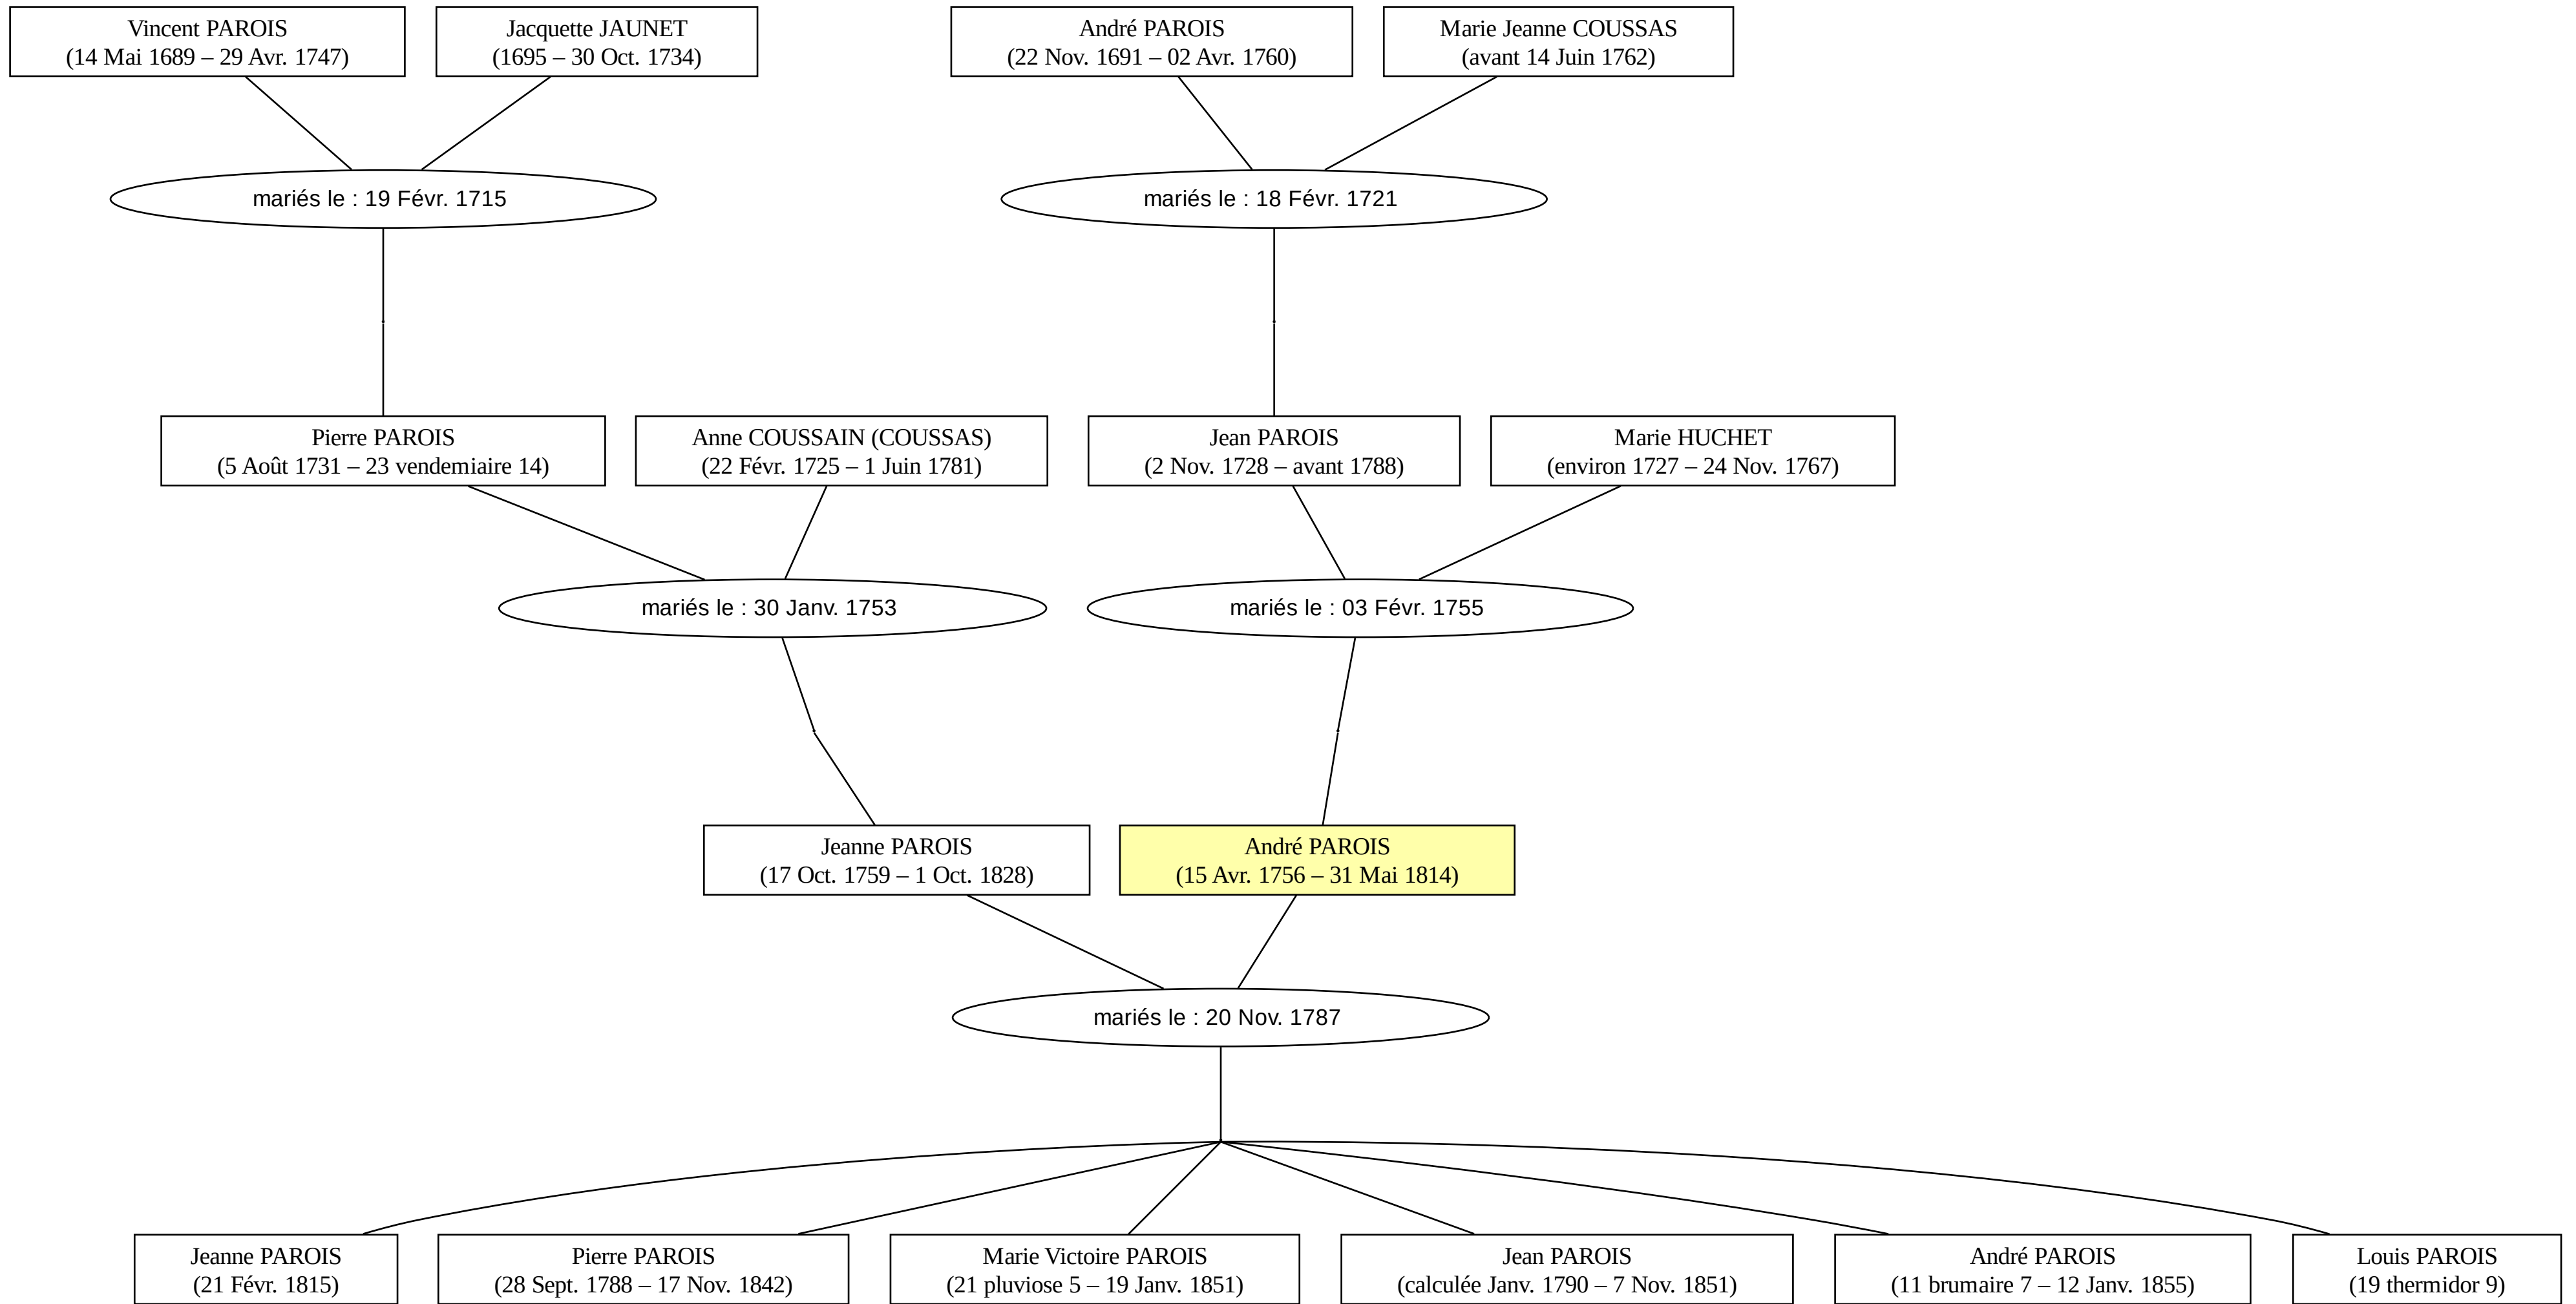 Vincent PAROIS
(14 Mai 1689 – 29 Avr. 1747)
Jacquette JAUNET
(1695 – 30 Oct. 1734)
André PAROIS
(22 Nov. 1691 – 02 Avr. 1760)
Marie Jeanne COUSSAS
(avant 14 Juin 1762)
mariés le : 19 Févr. 1715
mariés le : 18 Févr. 1721
Pierre PAROIS
(5 Août 1731 – 23 vendemiaire 14)
Anne COUSSAIN (COUSSAS)
(22 Févr. 1725 – 1 Juin 1781)
Jean PAROIS
(2 Nov. 1728 – avant 1788)
Marie HUCHET
(environ 1727 – 24 Nov. 1767)
mariés le : 30 Janv. 1753
mariés le : 03 Févr. 1755
Jeanne PAROIS
(17 Oct. 1759 – 1 Oct. 1828)
André PAROIS
(15 Avr. 1756 – 31 Mai 1814)
mariés le : 20 Nov. 1787
Jeanne PAROIS
(21 Févr. 1815)
Pierre PAROIS
(28 Sept. 1788 – 17 Nov. 1842)
Marie Victoire PAROIS
(21 pluviose 5 – 19 Janv. 1851)
Jean PAROIS
(calculée Janv. 1790 – 7 Nov. 1851)
André PAROIS
(11 brumaire 7 – 12 Janv. 1855)
Louis PAROIS
(19 thermidor 9)